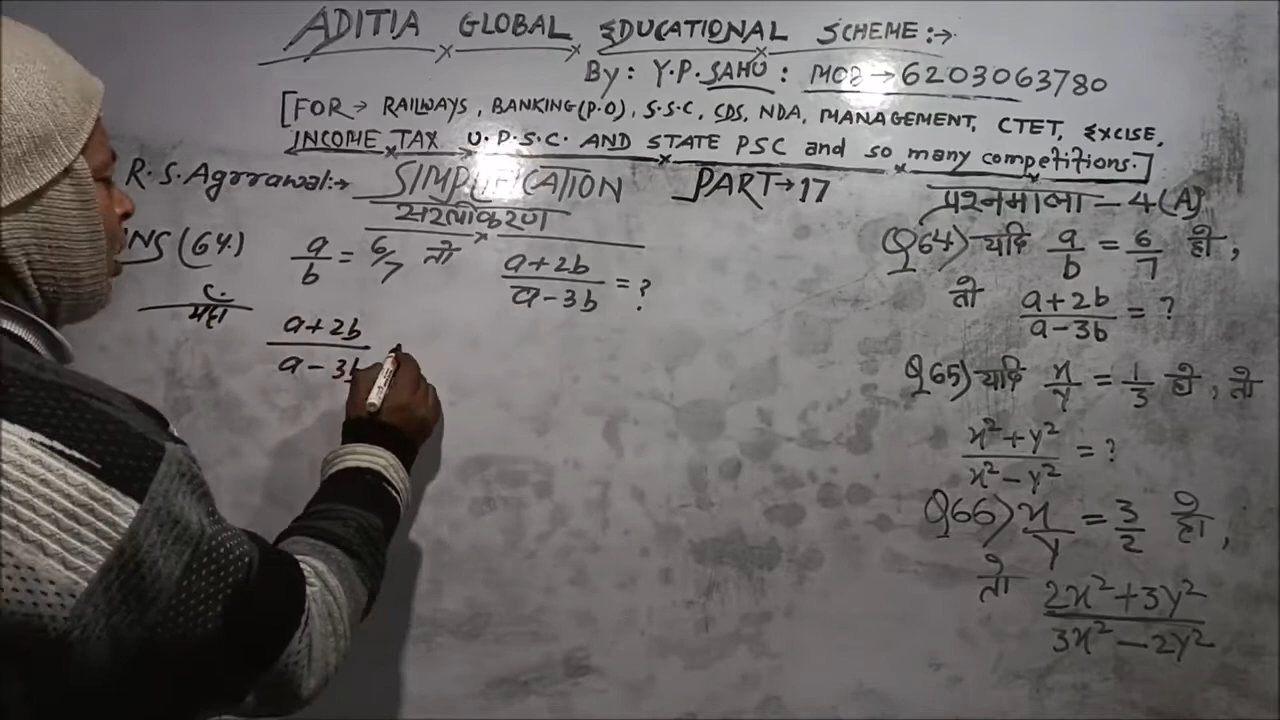 ADITIA GLOBAL EDUCATIONAL SCHEME:→
By: Y.P.SAHU: MOB→6203063780
[FOR→ RAILWAYS, BANKING(P.O), S.S.C, CDS, NDA, MANAGEMENT, CTET, EXCISE,
INCOME TAX U.P.S.C. AND STATE PSC and so many competitions.]
R.S.Agrrawal:→ SIMPLIFICATION PART→17
सरलीकरण
प्रश्नमाला - 4(A)
NS (64.) a/b = 6/7 तो (a+2b)/(a-3b) = ?
यहाँ
(a+2b)/(a-3b)
Q64) यदि a/b = 6/7 हो,
तो (a+2b)/(a-3b) = ?
Q65) यदि x/y = 1/3 हो, तो
(x²+y²)/(x²-y²) = ?
Q66) x/y = 3/2 हो,
तो (2x²+3y²)/(3x²-2y²)